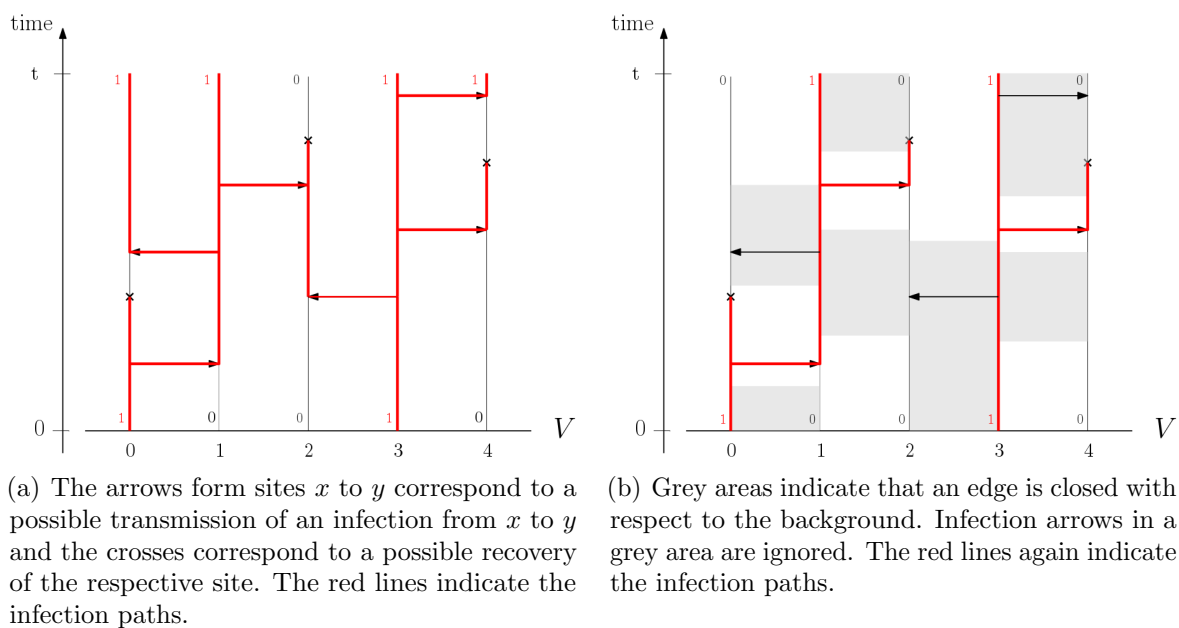 time
t
1 1 0 1 1
1 0 0 1 0
0
V
0 1 2 3 4
(a) The arrows form sites x to y correspond to a
possible transmission of an infection from x to y
and the crosses correspond to a possible recovery
of the respective site. The red lines indicate the
infection paths.
time
t
0 1 0 1 0
1 0 0 1 0
0
V
0 1 2 3 4
(b) Grey areas indicate that an edge is closed with
respect to the background. Infection arrows in a
grey area are ignored. The red lines again indicate
the infection paths.